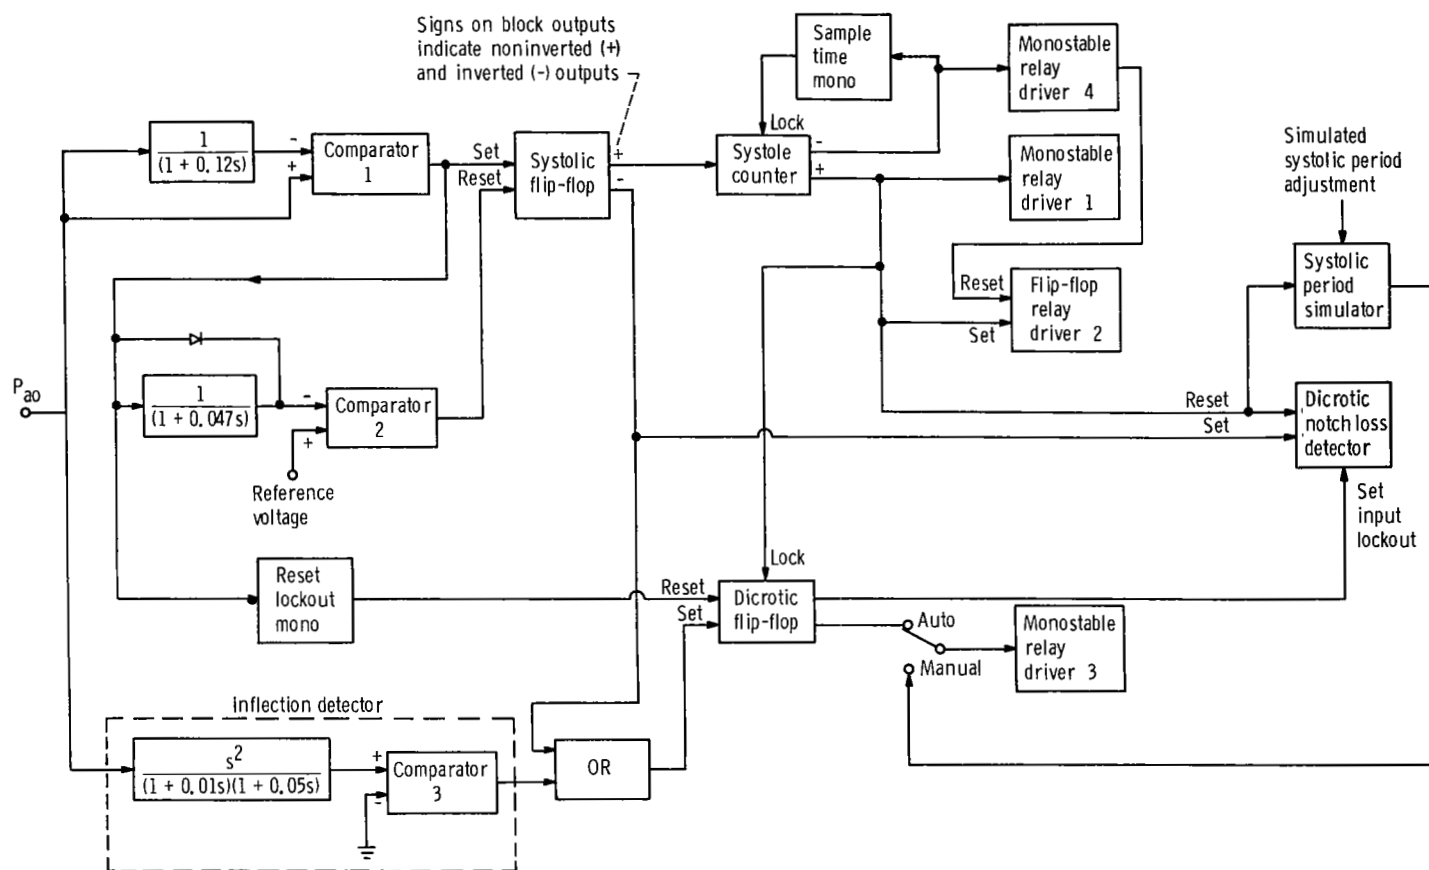 Signs on block outputs
indicate noninverted (+)
and inverted (-) outputs
Sample
time
mono
Monostable
relay
driver 4
Lock
1
(1 + 0.12s)
-
+
Comparator
1
Set
Reset
Systolic
flip-flop
+
-
Systole
counter
-
+
Monostable
relay
driver 1
Simulated
systolic period
adjustment
Systolic
period
simulator
Reset
Set
Flip-flop
relay
driver 2
P_ao
1
(1 + 0.047s)
-
+
Comparator
2
Reference
voltage
Reset
Set
Dicrotic
notch loss
detector
Set
input
lockout
Reset
lockout
mono
Reset
Set
Lock
Dicrotic
flip-flop
Auto
Manual
Monostable
relay
driver 3
Inflection detector
s²
(1 + 0.01s)(1 + 0.05s)
+
-
Comparator
3
OR